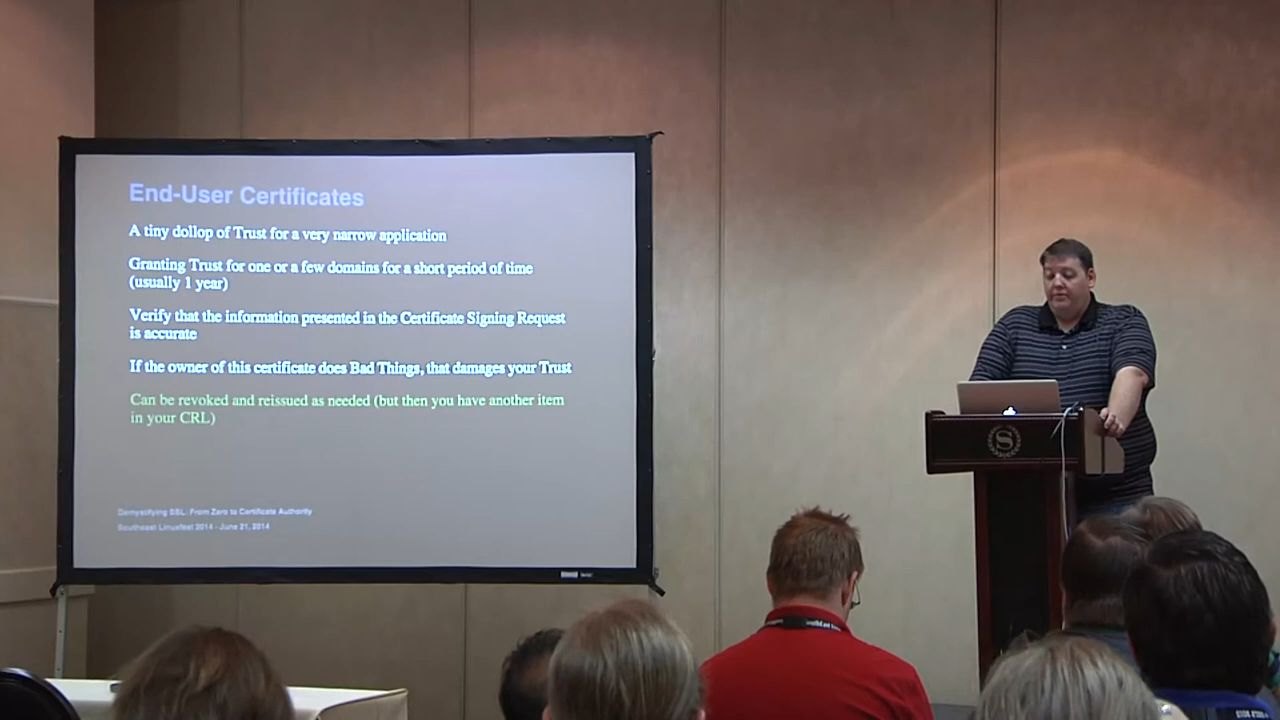 End-User Certificates
A tiny dollop of Trust for a very narrow application
Granting Trust for one or a few domains for a short period of time
(usually 1 year)
Verify that the information presented in the Certificate Signing Request
is accurate
If the owner of this certificate does Bad Things, that damages your Trust
Can be revoked and reissued as needed (but then you have another item
in your CRL)
Demystifying SSL: From Zero to Certificate Authority
Southeast Linuxfest 2014 - June 21, 2014
S